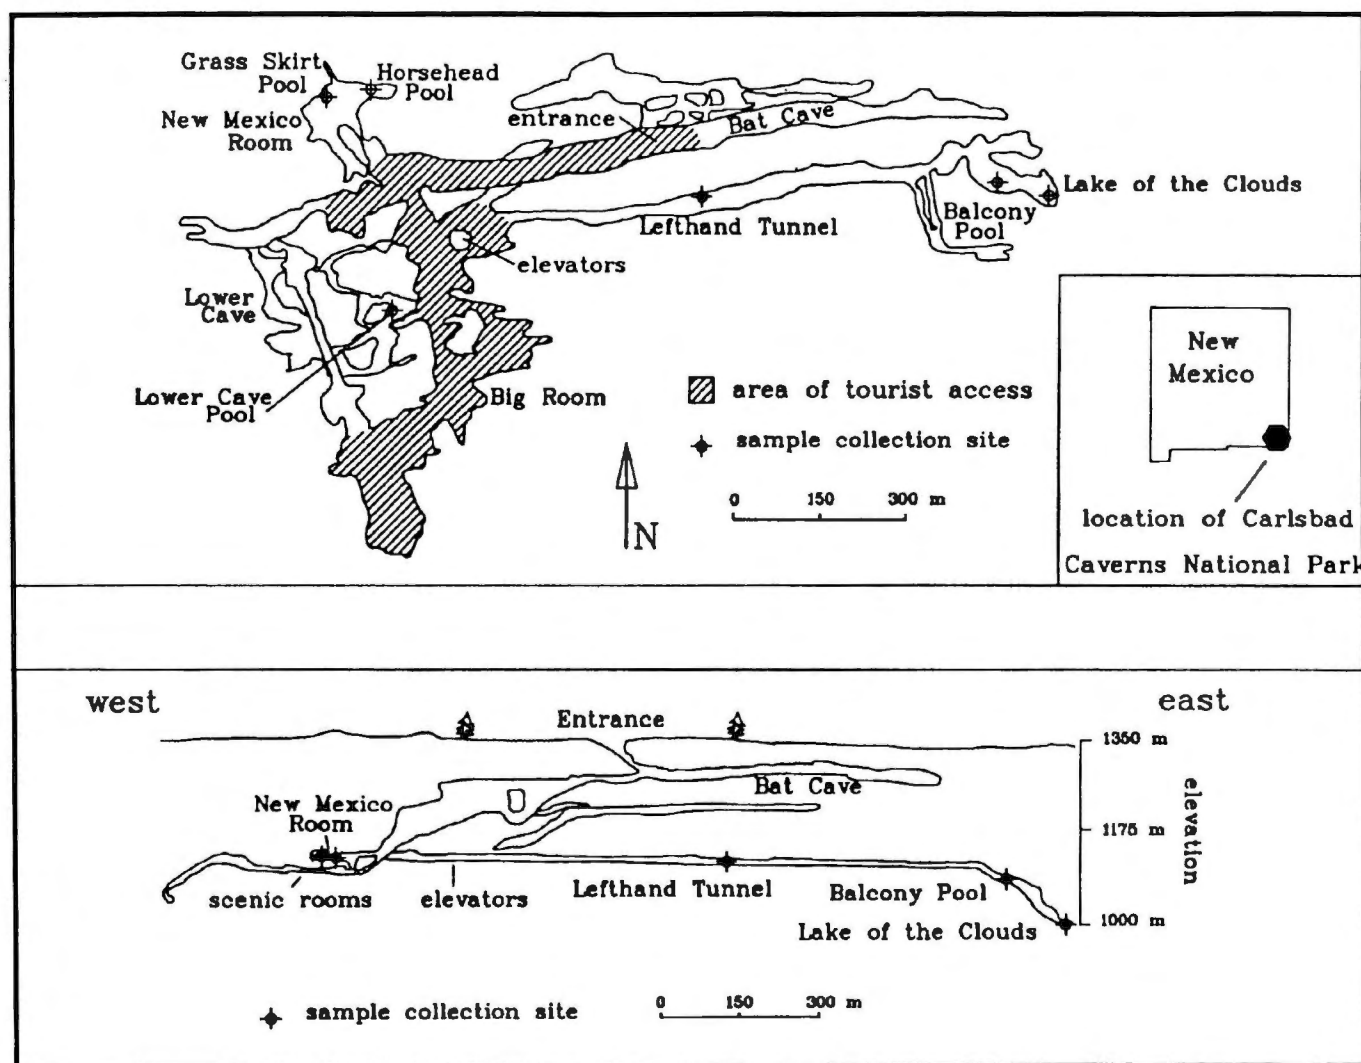 Grass Skirt
Pool
Horsehead
Pool
New Mexico
Room
entrance
Bat Cave
Lake of the Clouds
Balcony
Pool
Lefthand Tunnel
elevators
Lower
Cave
Lower Cave
Pool
Big Room
area of tourist access
sample collection site
0 150 300 m
N
New
Mexico
location of Carlsbad
Caverns National Park
west
east
Entrance
1350 m
Bat Cave
New Mexico
Room
1175 m
elevation
scenic rooms
elevators
Lefthand Tunnel
Balcony Pool
Lake of the Clouds
1000 m
sample collection site
0 150 300 m